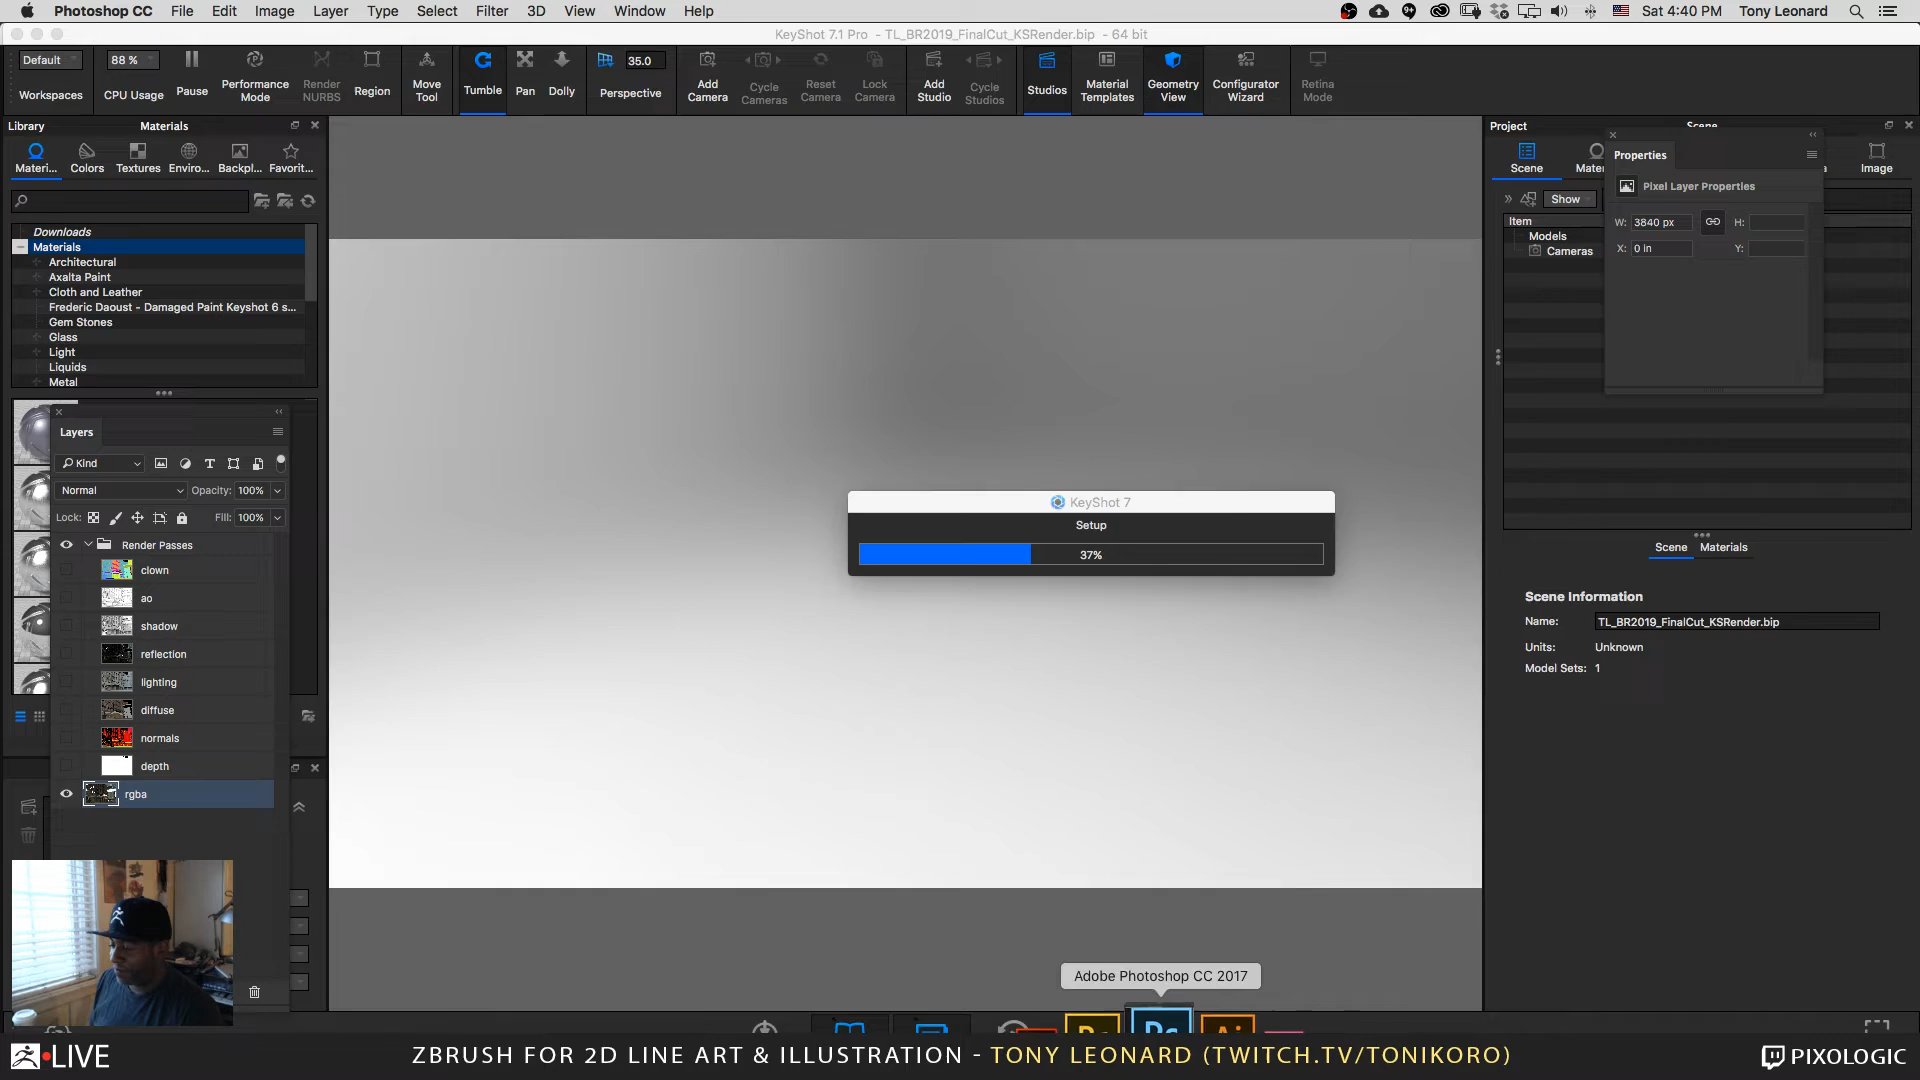 Photoshop CC File Edit Image Layer Type Select Filter 3D View Window Help
Sat 4:40 PM Tony Leonard
KeyShot 7.1 Pro - TL_BR2019_FinalCut_KSRender.bip - 64 bit
Default
Workspaces
88 %
CPU Usage
Pause
Performance
Mode
Render
NURBS
Region
Move
Tool
Tumble
Pan
Dolly
35.0
Perspective
Add
Camera
Cycle
Cameras
Reset
Camera
Lock
Camera
Add
Studio
Cycle
Studios
Studios
Material
Templates
Geometry
View
Configurator
Wizard
Retina
Mode
Library
Materials
Materi... Colors Textures Enviro... Backpl... Favorit...
Downloads
Materials
Architectural
Axalta Paint
Cloth and Leather
Frederic Daoust - Damaged Paint Keyshot 6 s...
Gem Stones
Glass
Light
Liquids
Metal
Layers
Kind
Normal
Opacity: 100%
Lock:
Fill: 100%
Render Passes
clown
ao
shadow
reflection
lighting
diffuse
normals
depth
rgba
KeyShot 7
Setup
37%
Adobe Photoshop CC 2017
Ps
Ai
Project
Scene
Scene
Image
Show
Item
Models
Cameras
Properties
Pixel Layer Properties
W: 3840 px
H:
X: 0 in
Y:
Scene Materials
Scene Information
Name: TL_BR2019_FinalCut_KSRender.bip
Units: Unknown
Model Sets: 1
LIVE
ZBRUSH FOR 2D LINE ART & ILLUSTRATION - TONY LEONARD (TWITCH.TV/TONIKORO)
PIXOLOGIC